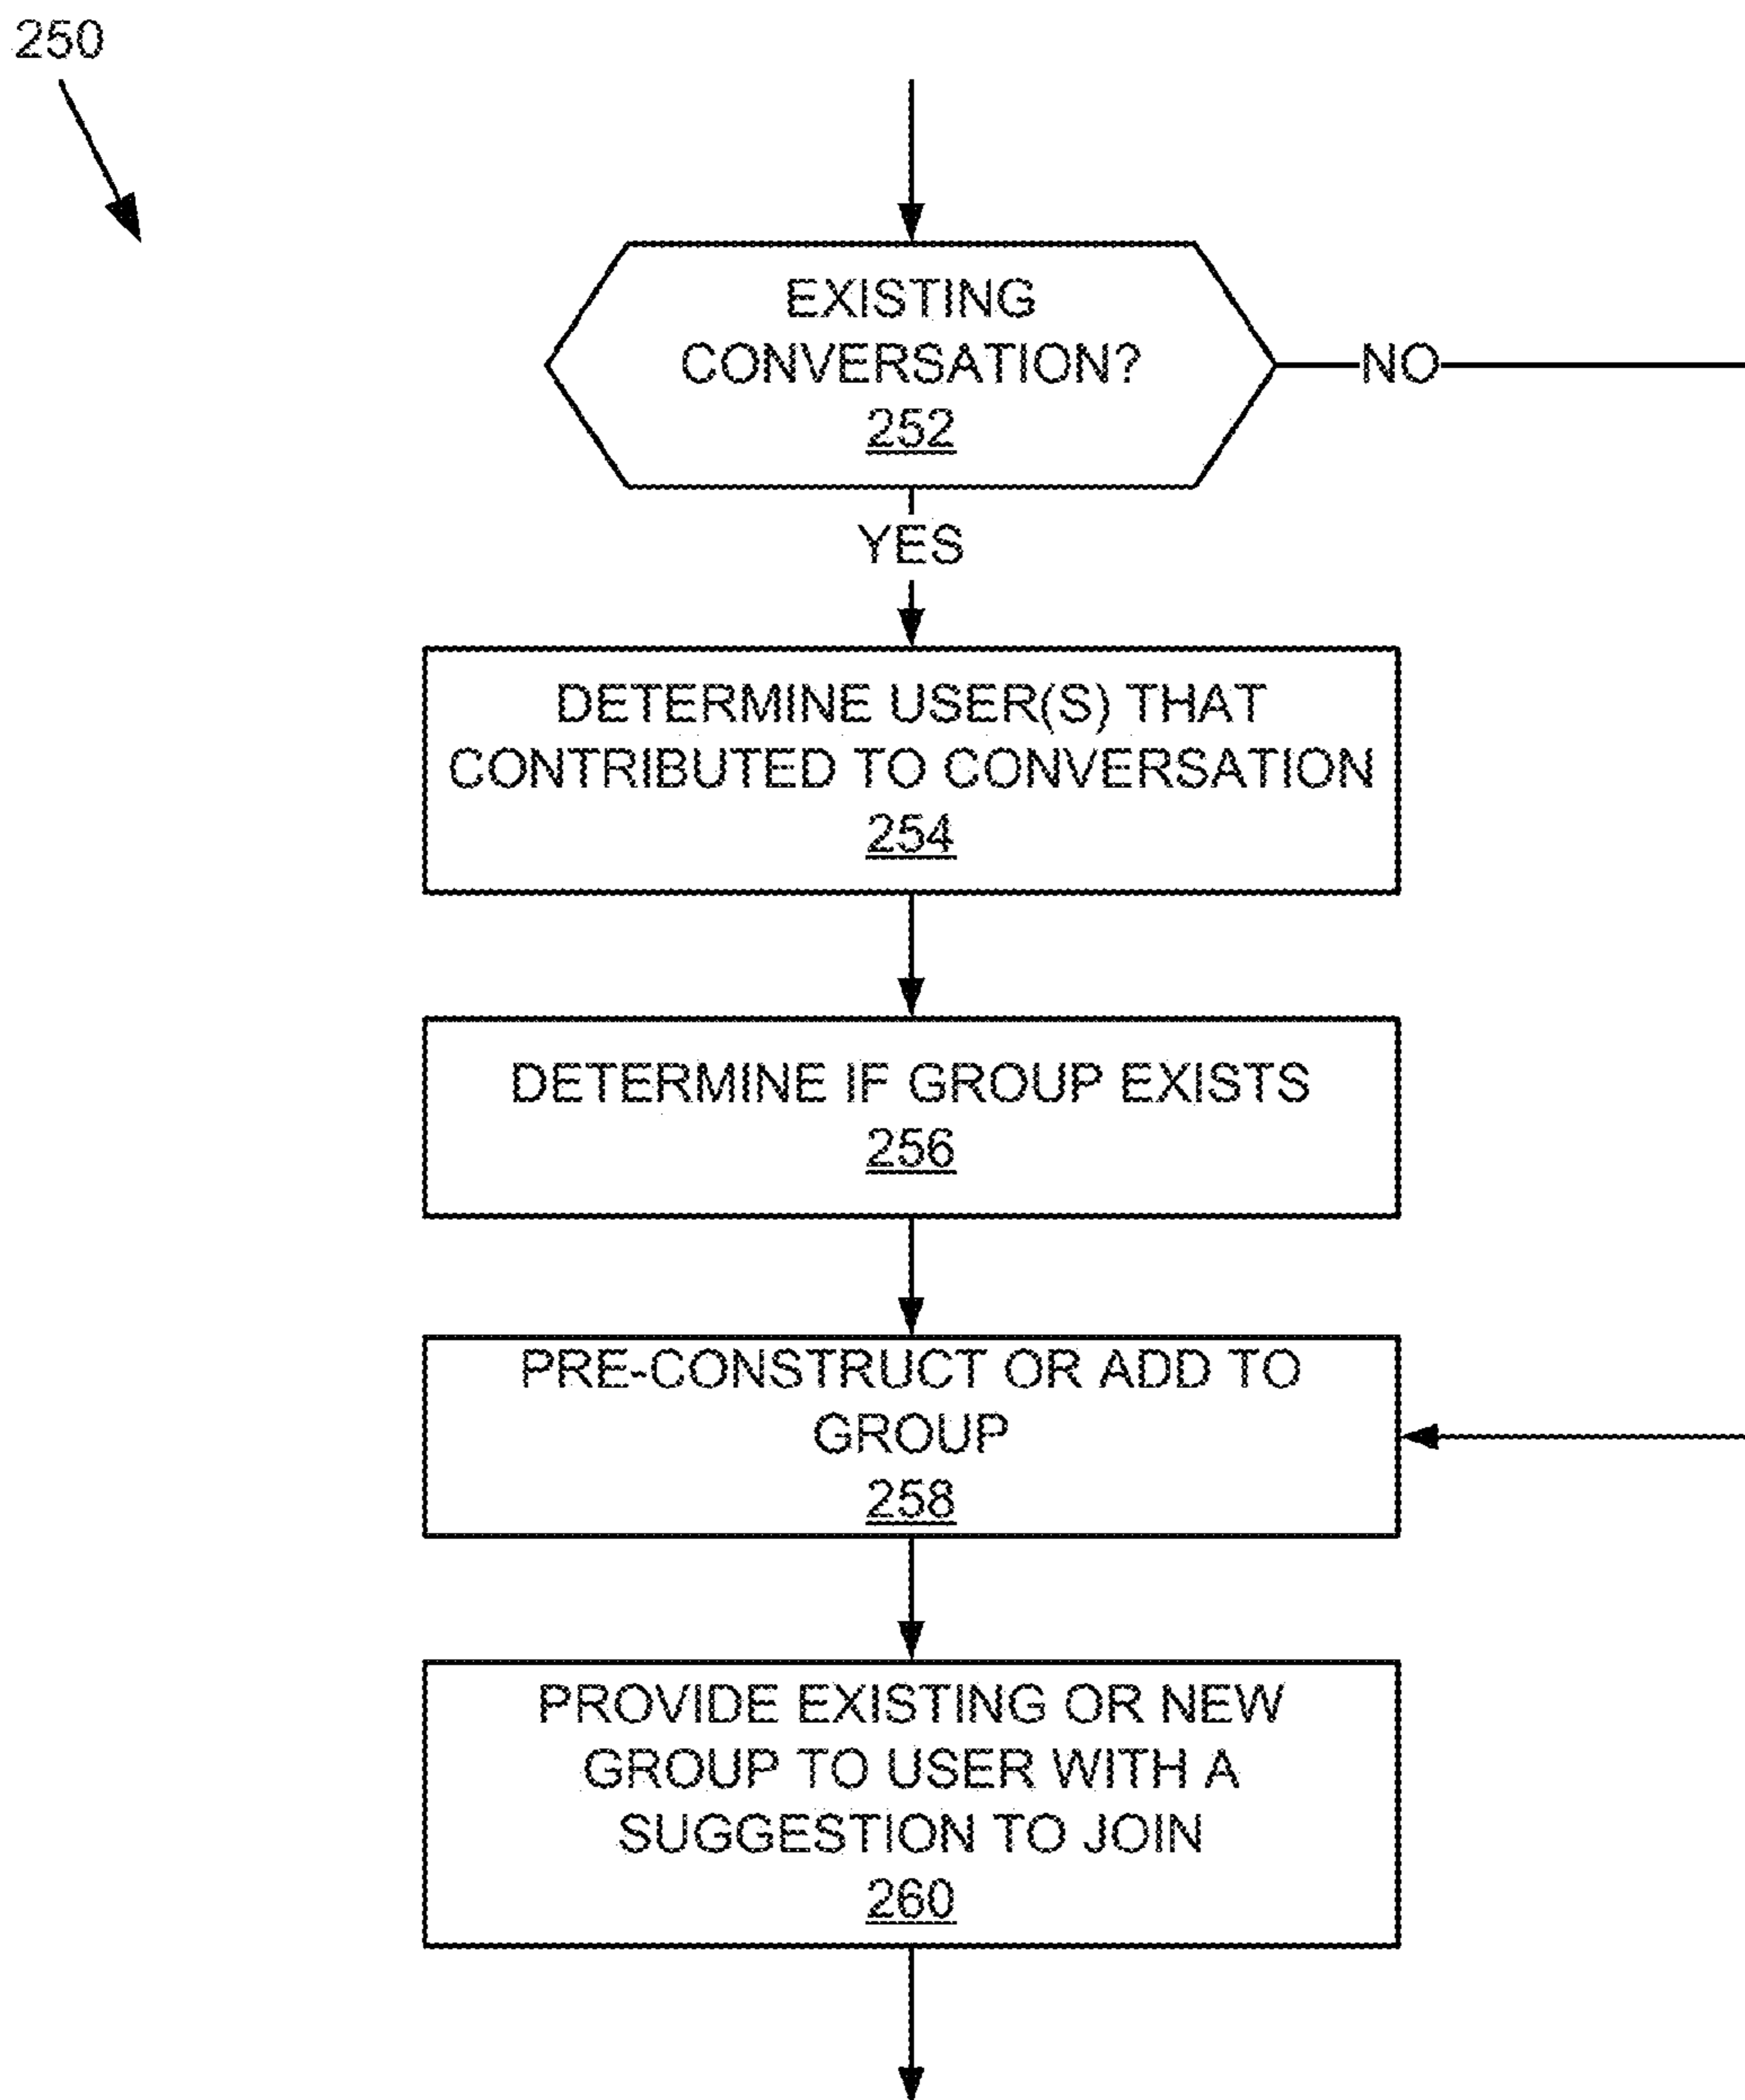 250
EXISTING
CONVERSATION?
252
NO
YES
DETERMINE USER(S) THAT
CONTRIBUTED TO CONVERSATION
254
DETERMINE IF GROUP EXISTS
256
PRE-CONSTRUCT OR ADD TO
GROUP
258
PROVIDE EXISTING OR NEW
GROUP TO USER WITH A
SUGGESTION TO JOIN
260